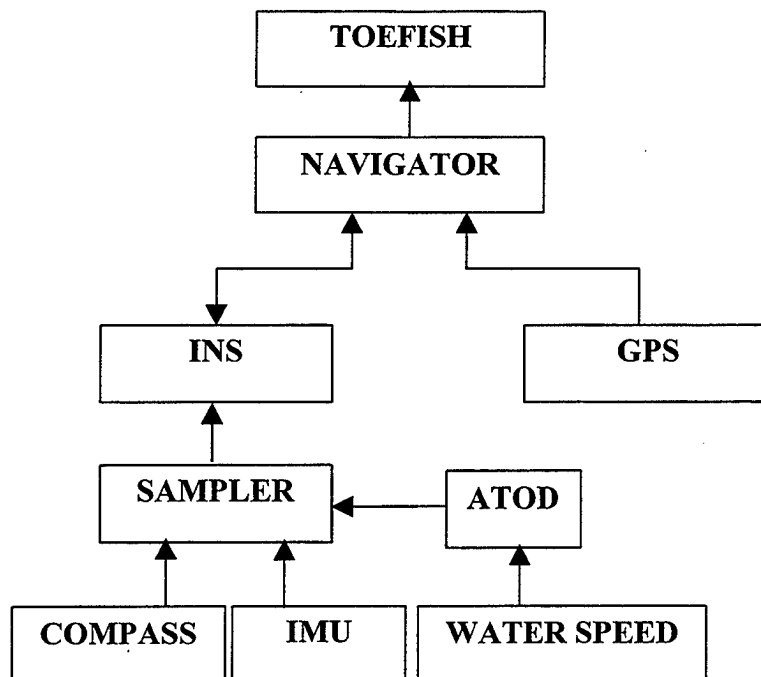 TOEFISH
NAVIGATOR
INS
GPS
SAMPLER
ATOD
COMPASS
IMU
WATER SPEED